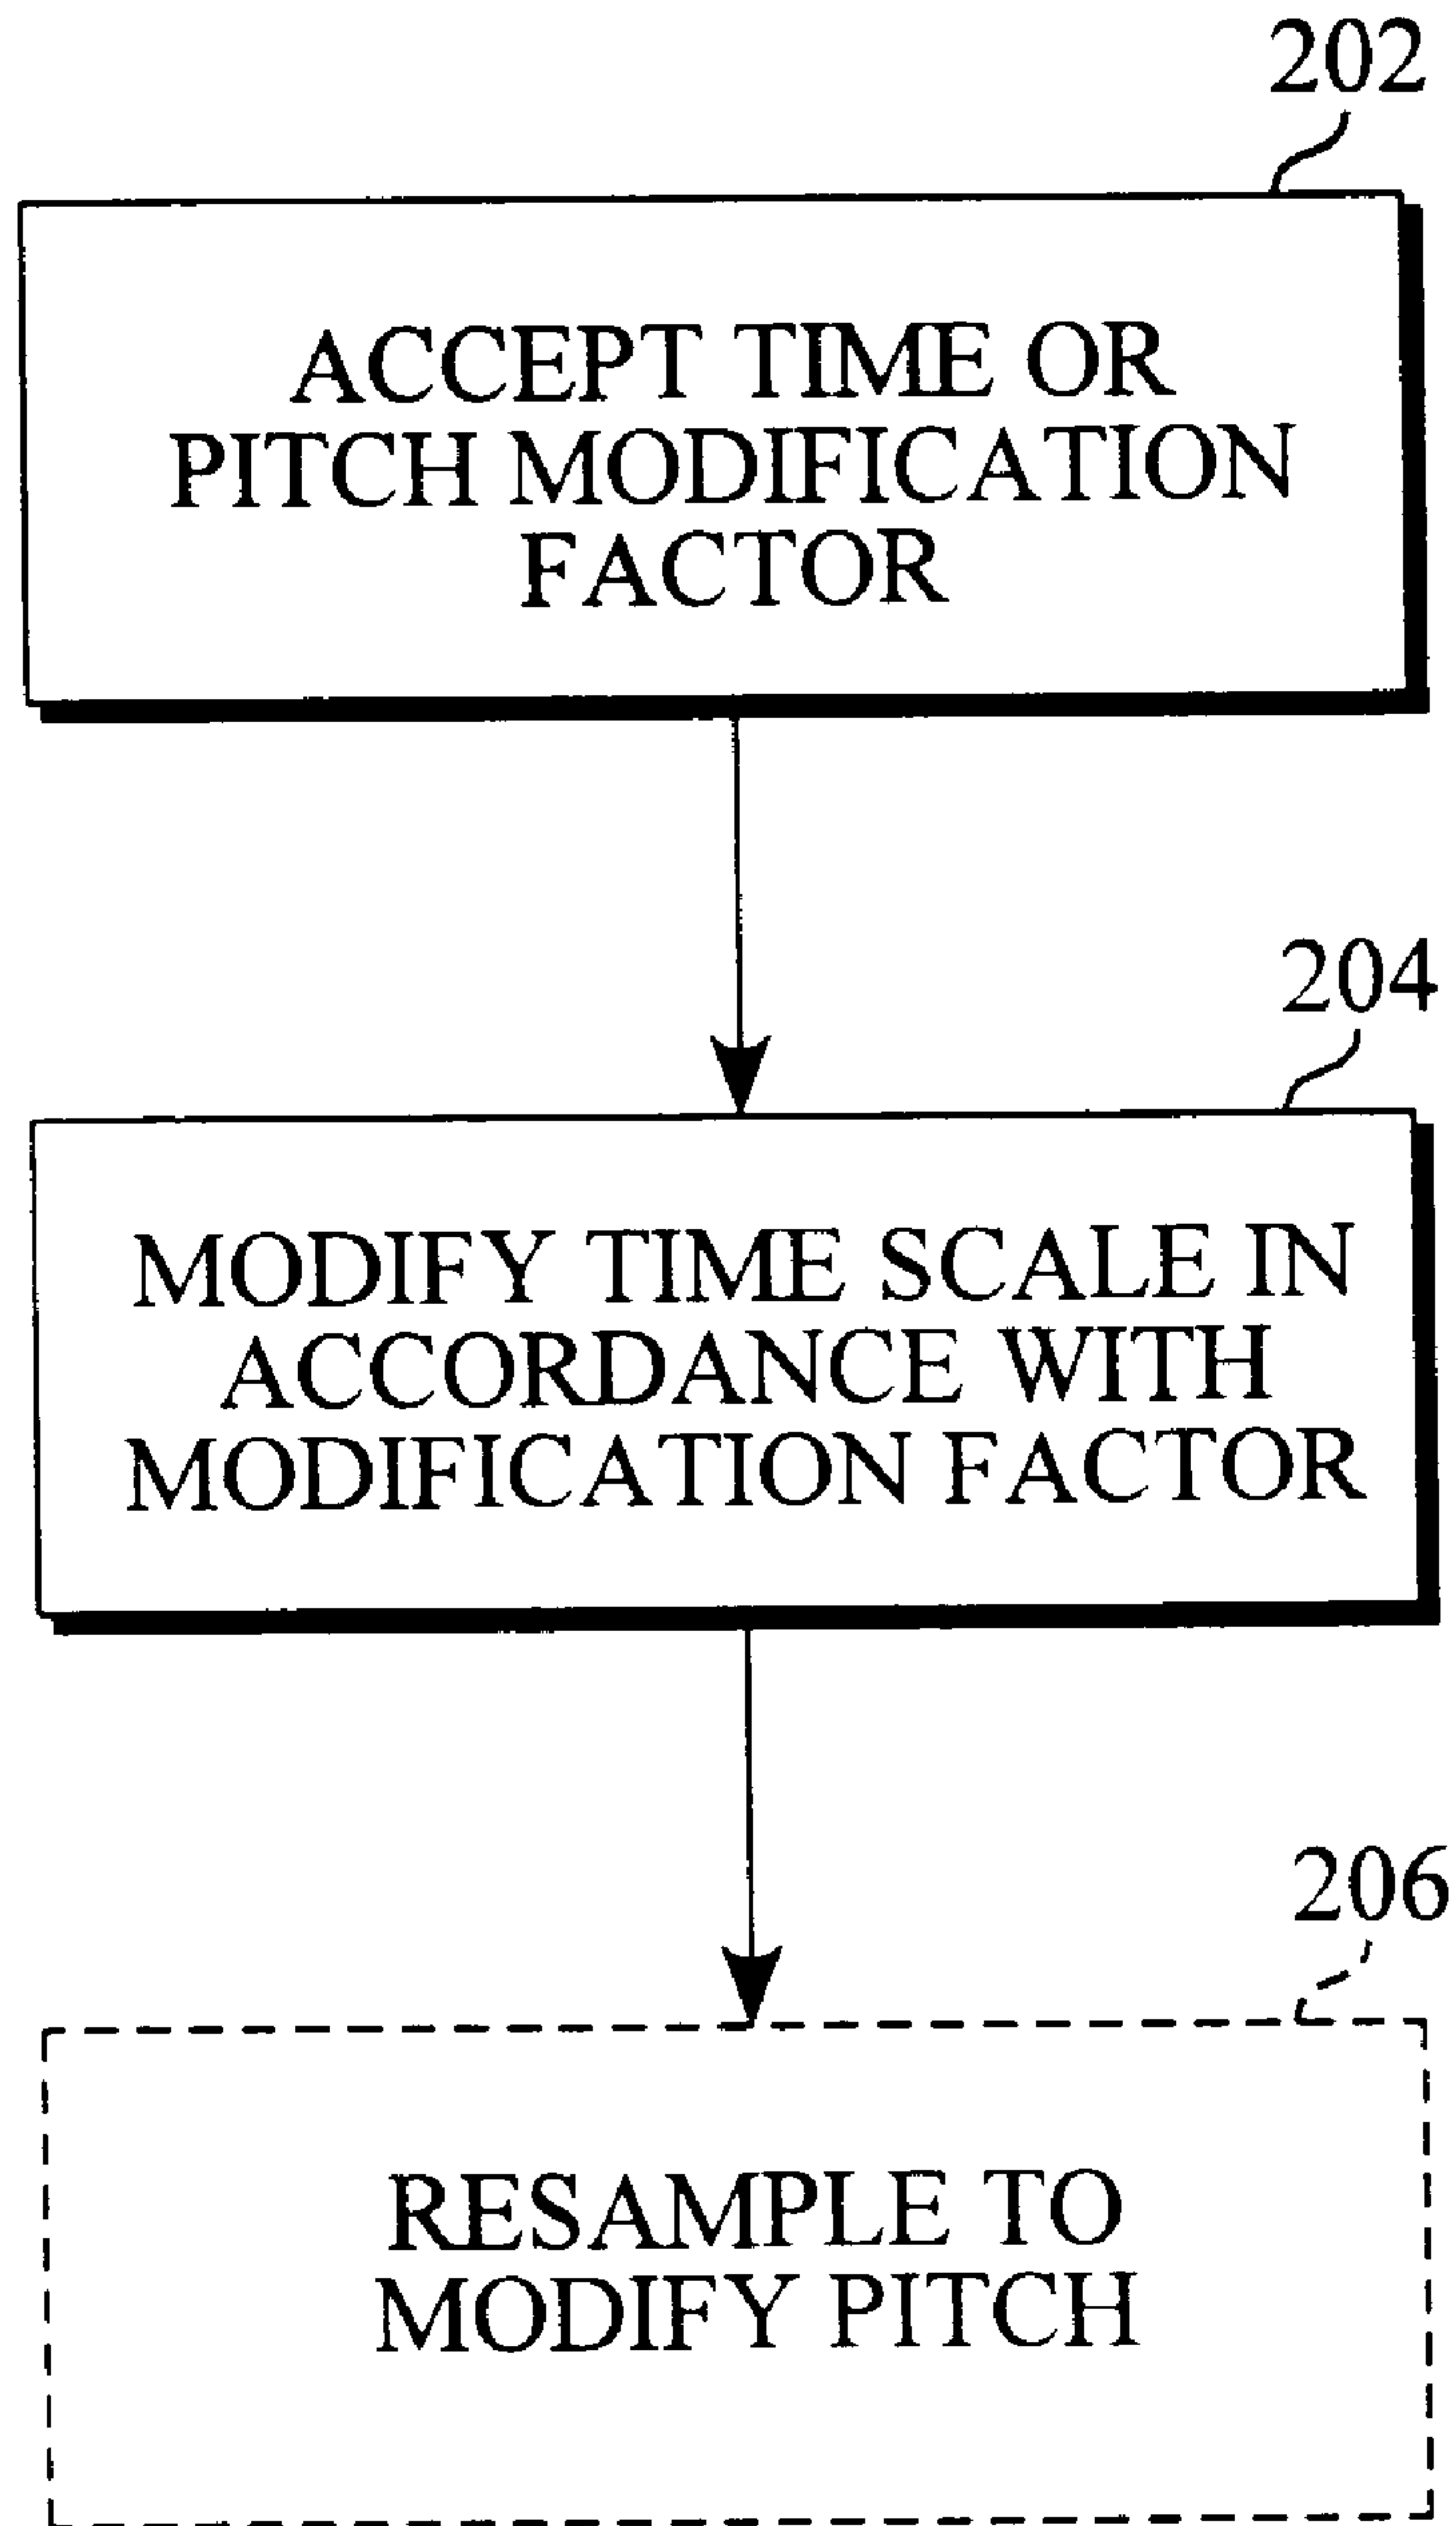 202
ACCEPT TIME OR
PITCH MODIFICATION
FACTOR
204
MODIFY TIME SCALE IN
ACCORDANCE WITH
MODIFICATION FACTOR
206
RESAMPLE TO
MODIFY PITCH